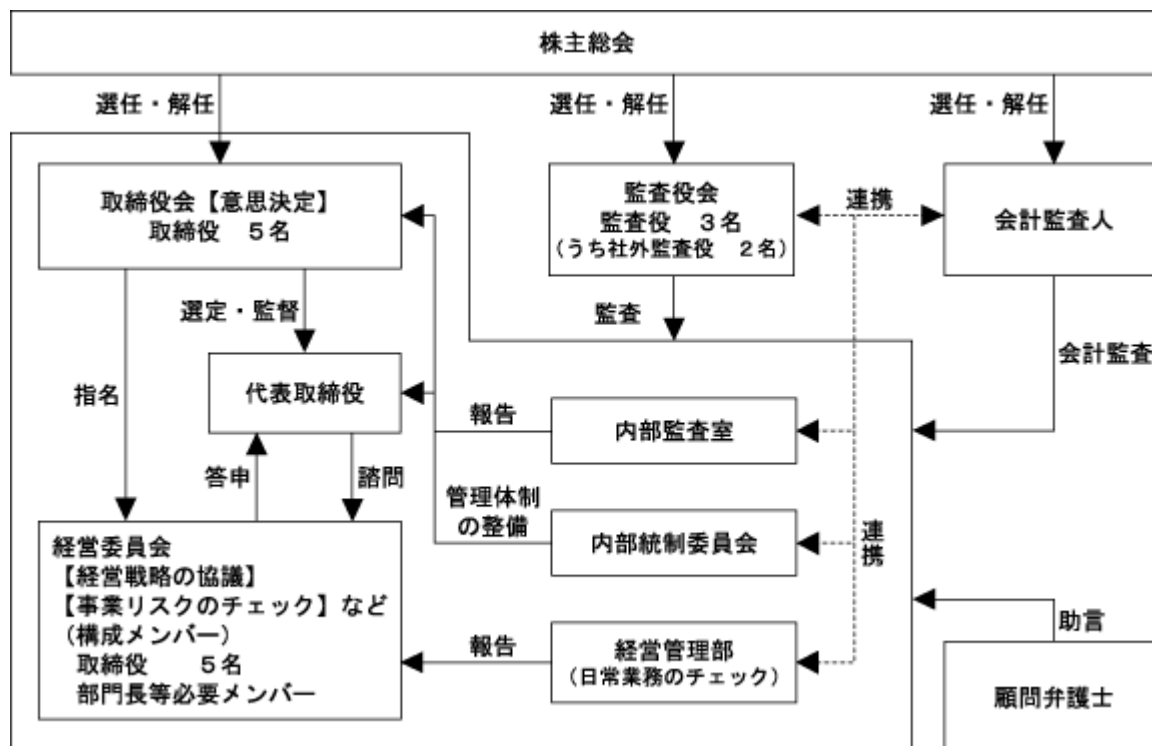 株主総会
選任・解任
選任・解任
選任・解任
取締役会【意思決定】
取締役　５名
監査役会
監査役　３名
（うち社外監査役　２名）
連携
会計監査人
選定・監督
監査
会計監査
指名
代表取締役
報告
内部監査室
答申
諮問
管理体制
の整備
内部統制委員会
連携
経営委員会
【経営戦略の協議】
【事業リスクのチェック】など
（構成メンバー）
取締役　　５名
部門長等必要メンバー
報告
経営管理部
（日常業務のチェック）
助言
顧問弁護士